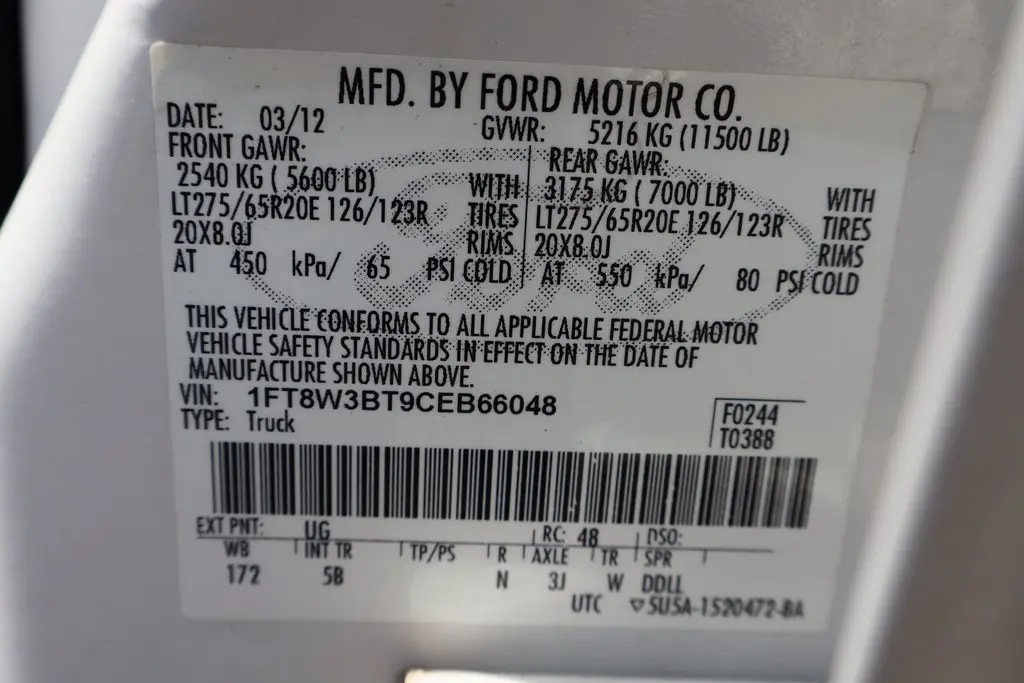 MFD. BY FORD MOTOR CO.
DATE: 03/12 GVWR: 5216 KG (11500 LB)
FRONT GAWR: REAR GAWR:
2540 KG ( 5600 LB) WITH 3175 KG ( 7000 LB) WITH
LT275/65R20E 126/123R TIRES LT275/65R20E 126/123R TIRES
20X8.0J RIMS 20X8.0J RIMS
AT 450 kPa/ 65 PSI COLD AT 550 kPa/ 80 PSI COLD
Ford
THIS VEHICLE CONFORMS TO ALL APPLICABLE FEDERAL MOTOR
VEHICLE SAFETY STANDARDS IN EFFECT ON THE DATE OF
MANUFACTURE SHOWN ABOVE.
VIN: 1FT8W3BT9CEB66048
TYPE: Truck
F0244
T0388
EXT PNT: UG RC: 48 DSO:
WB INT TR TP/PS R AXLE TR SPR
172 5B N 3J W DDLL
UTC ▽5U5A-1520472-BA